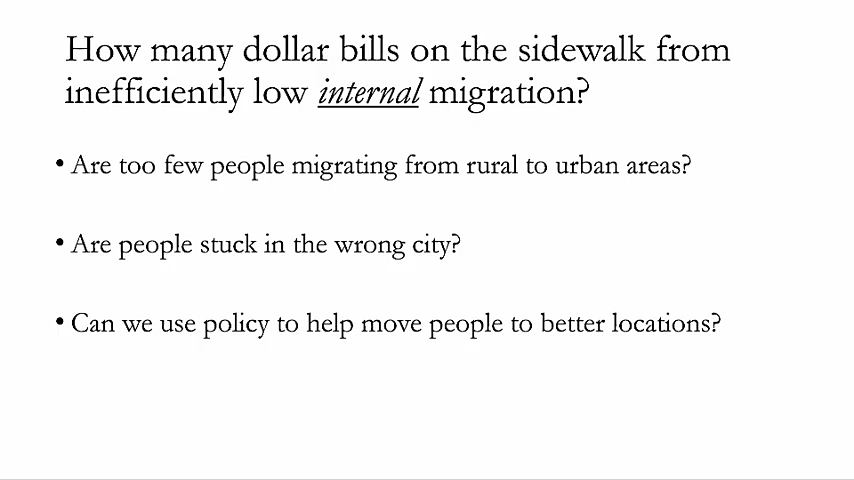 How many dollar bills on the sidewalk from
inefficiently low internal migration?
• Are too few people migrating from rural to urban areas?
• Are people stuck in the wrong city?
• Can we use policy to help move people to better locations?